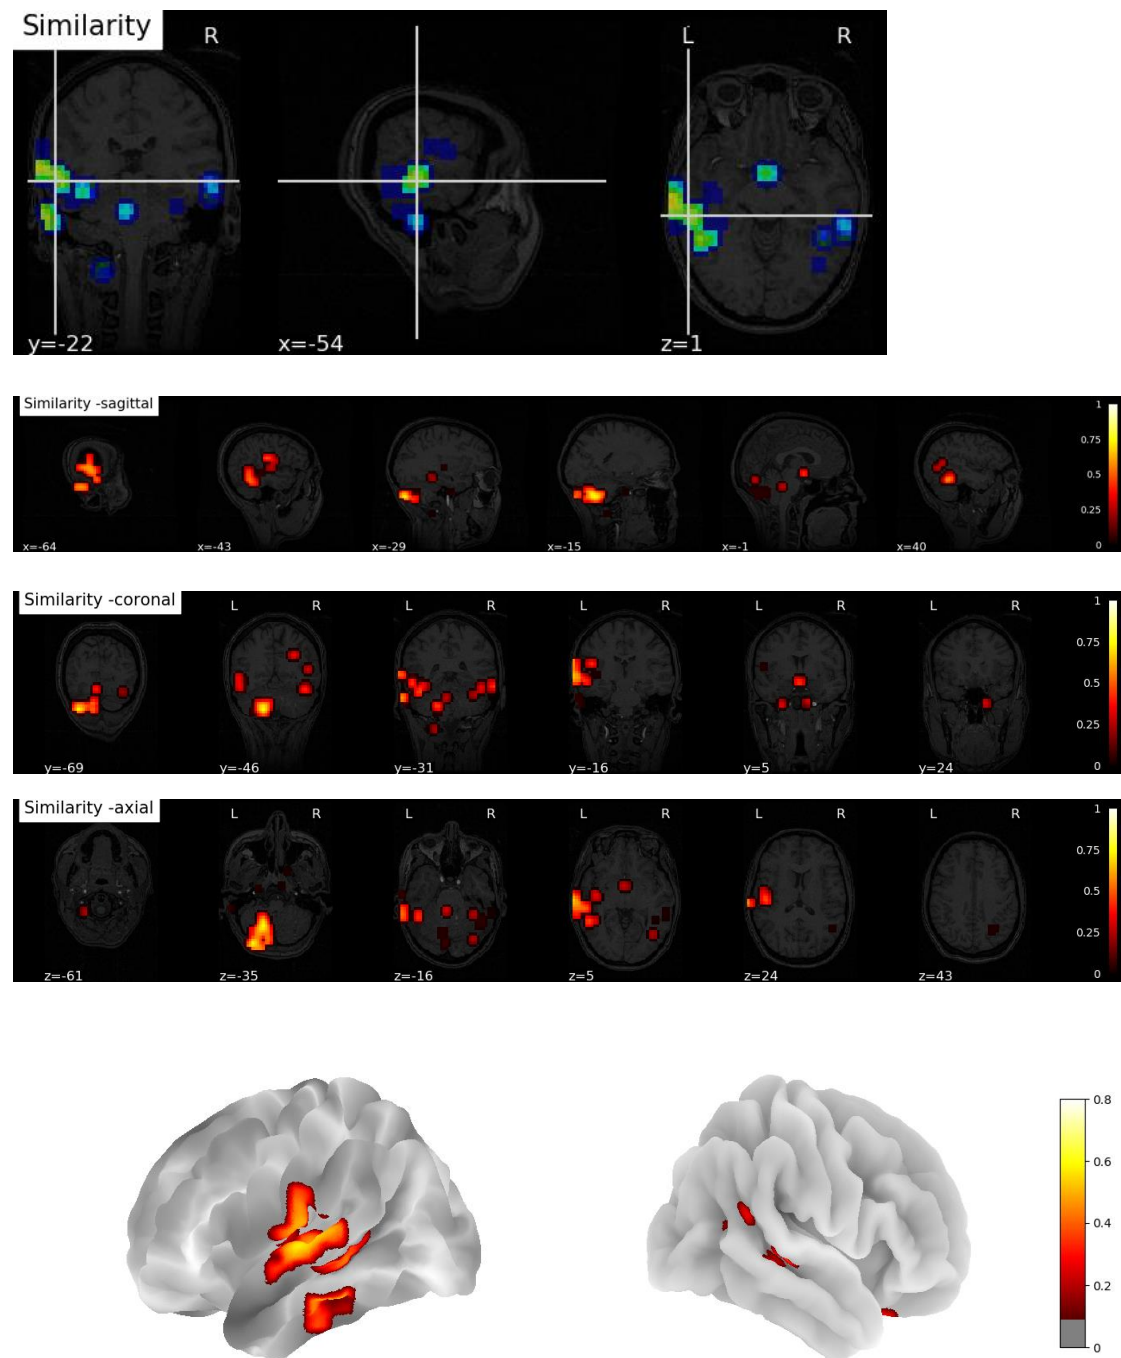 Similarity
R
L R
y=-22 x=-54 z=1
Similarity -sagittal
1
0.75
0.5
0.25
0
x=-64 x=-43 x=-29 x=-15 x=-1 x=40
Similarity -coronal
L R L R L R L R L R
1
0.75
0.5
0.25
0
y=-69 y=-46 y=-31 y=-16 y=5 y=24
Similarity -axial
L R L R L R L R L R
1
0.75
0.5
0.25
0
z=-61 z=-35 z=-16 z=5 z=24 z=43
0.8
0.6
0.4
0.2
0